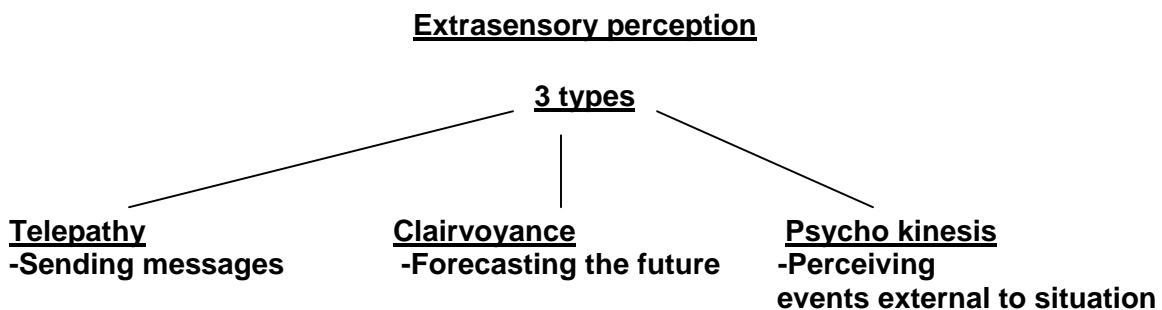 Extrasensory perception
3 types
Telepathy
-Sending messages
Clairvoyance
-Forecasting the future
Psycho kinesis
-Perceiving
events external to situation